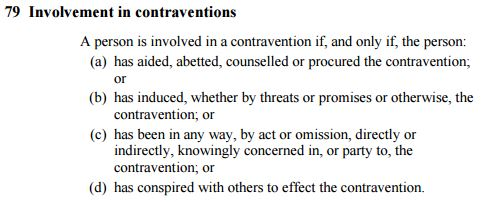 79 Involvement in contraventions
A person is involved in a contravention if, and only if, the person:
(a) has aided, abetted, counselled or procured the contravention;
or
(b) has induced, whether by threats or promises or otherwise, the
contravention; or
(c) has been in any way, by act or omission, directly or
indirectly, knowingly concerned in, or party to, the
contravention; or
(d) has conspired with others to effect the contravention.